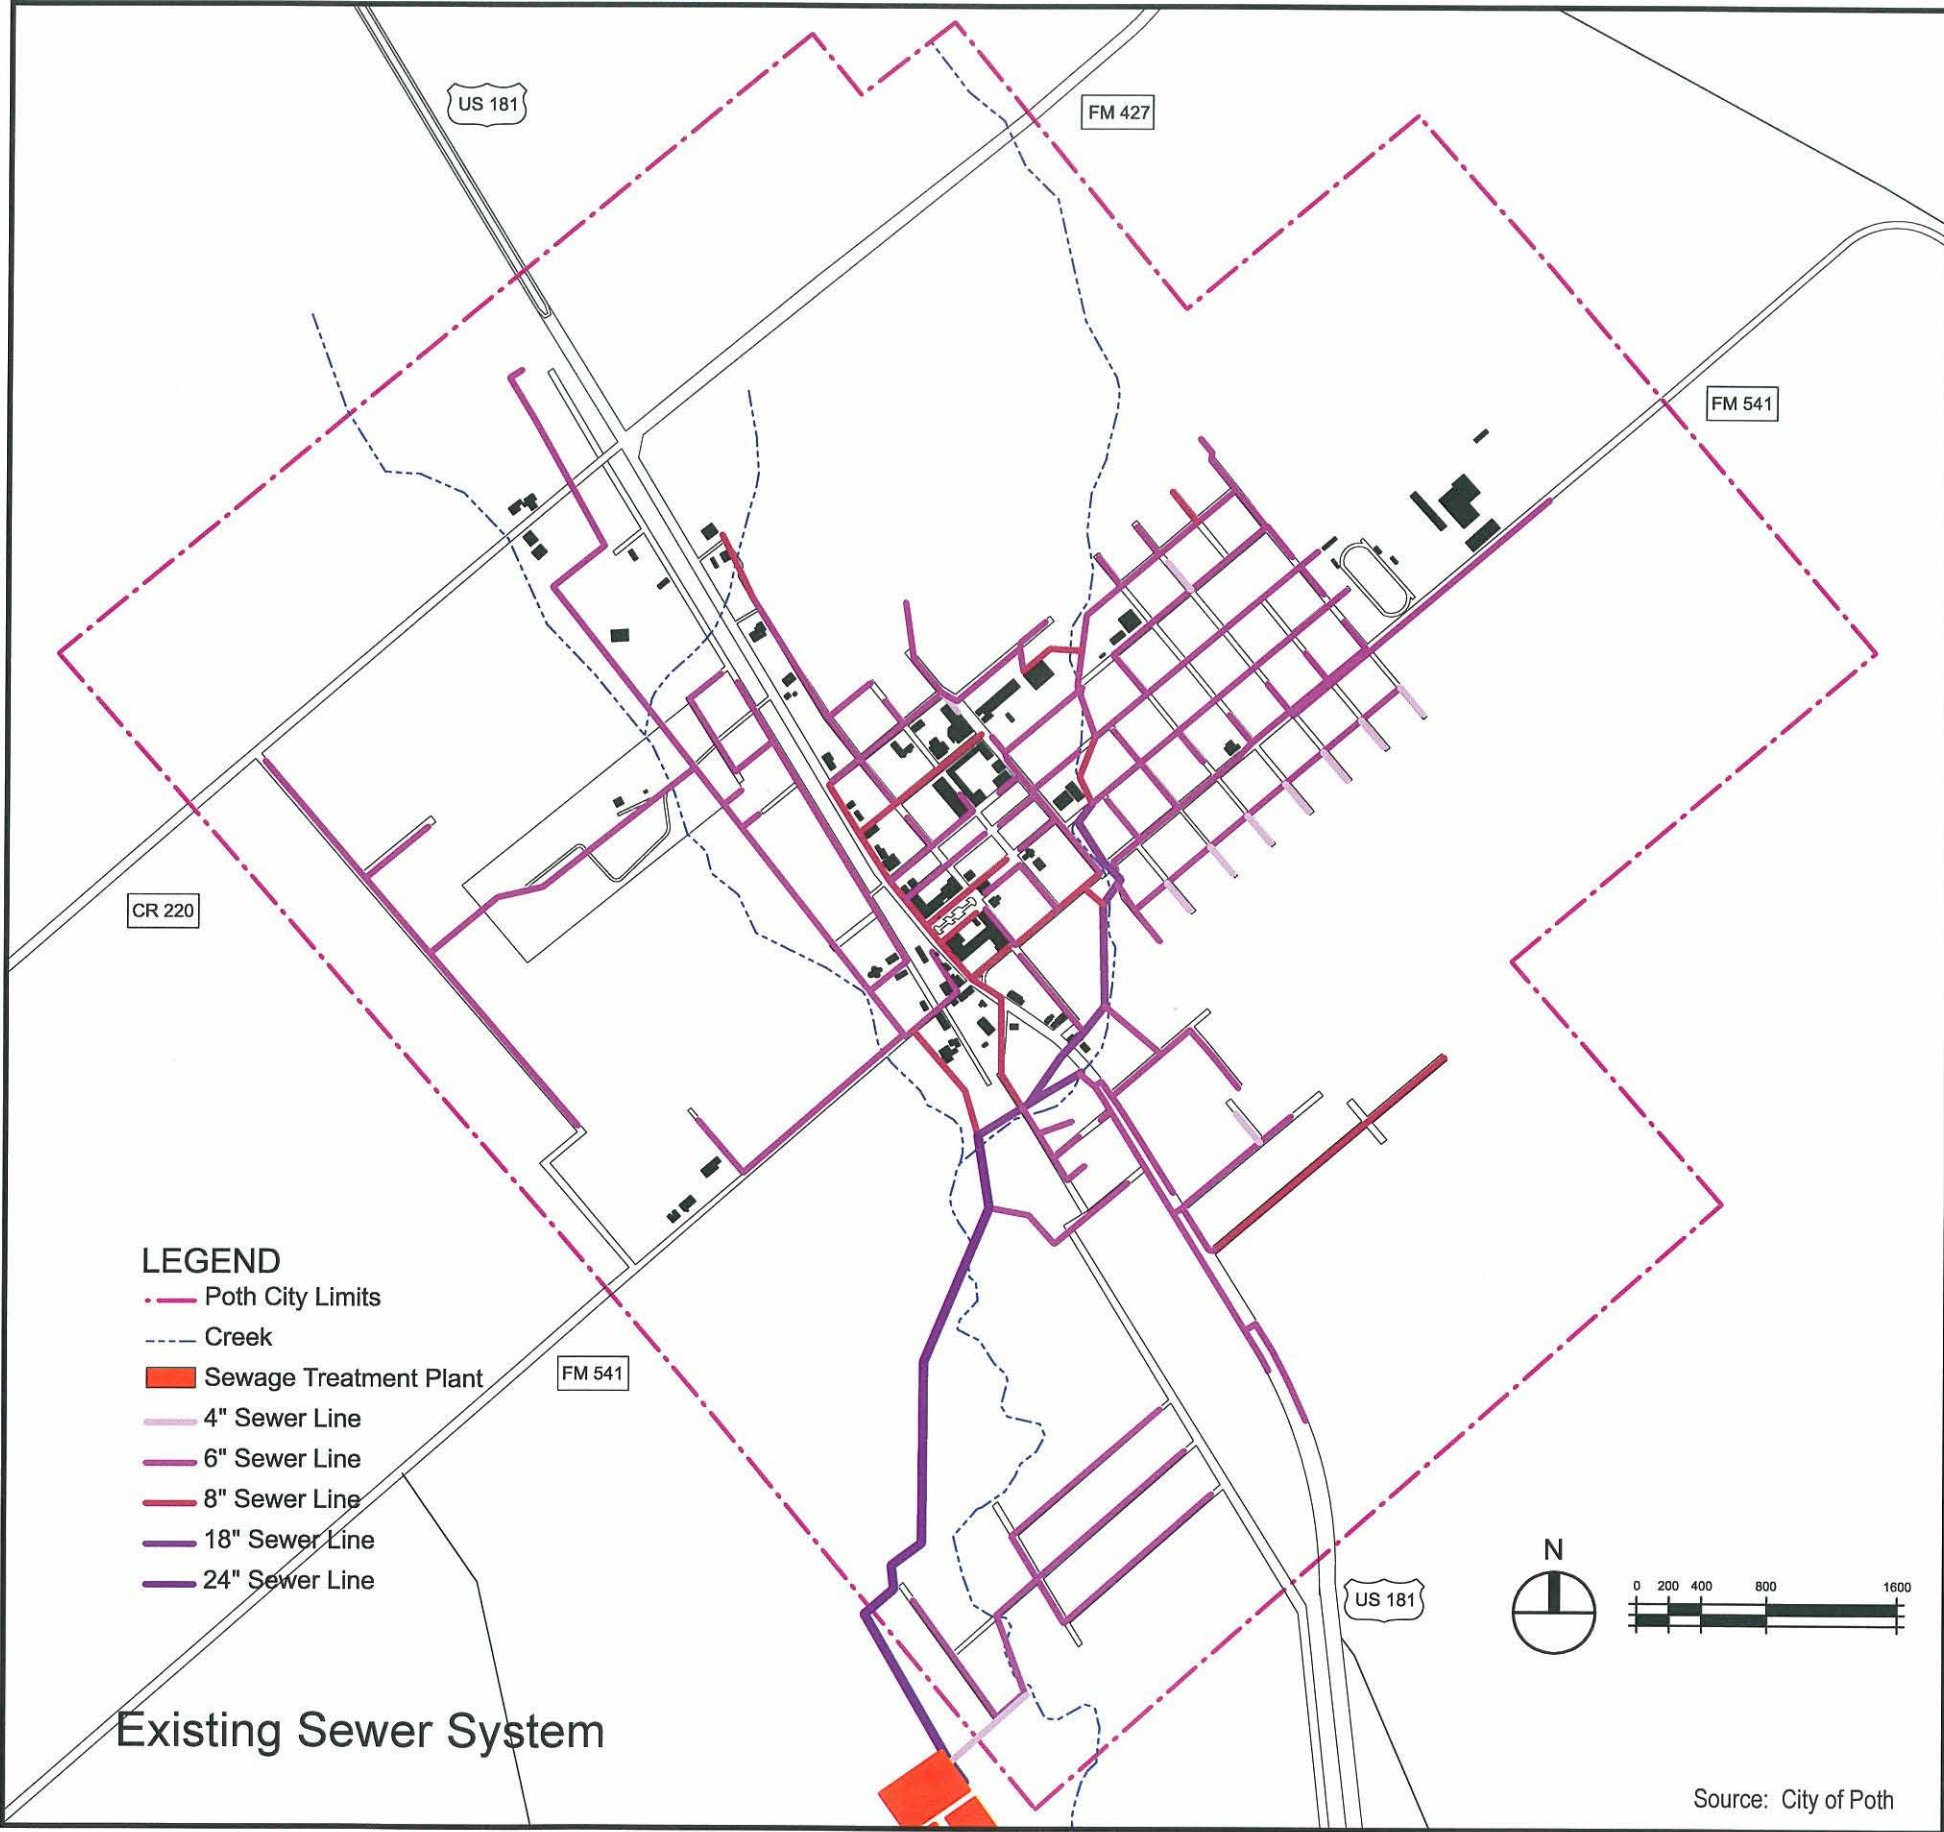 US 181
FM 427
FM 541
CR 220
LEGEND
Poth City Limits
Creek
Sewage Treatment Plant
4" Sewer Line
6" Sewer Line
8" Sewer Line
18" Sewer Line
24" Sewer Line
FM 541
N
US 181
0 200 400 800 1600
Existing Sewer System
Source: City of Poth